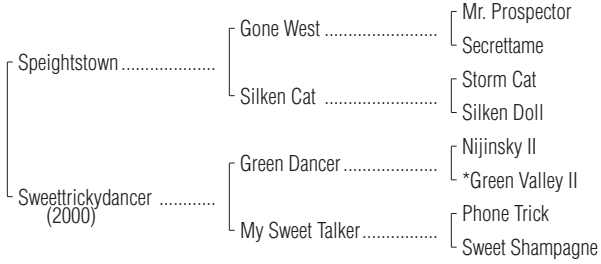 Mr. Prospector
Gone West ........................
Secrettame
Speightstown ....................
Storm Cat
Silken Cat ........................
Silken Doll
Nijinsky II
Green Dancer ....................
*Green Valley II
Sweettrickydancer ............
(2000)
Phone Trick
My Sweet Talker ................
Sweet Shampagne